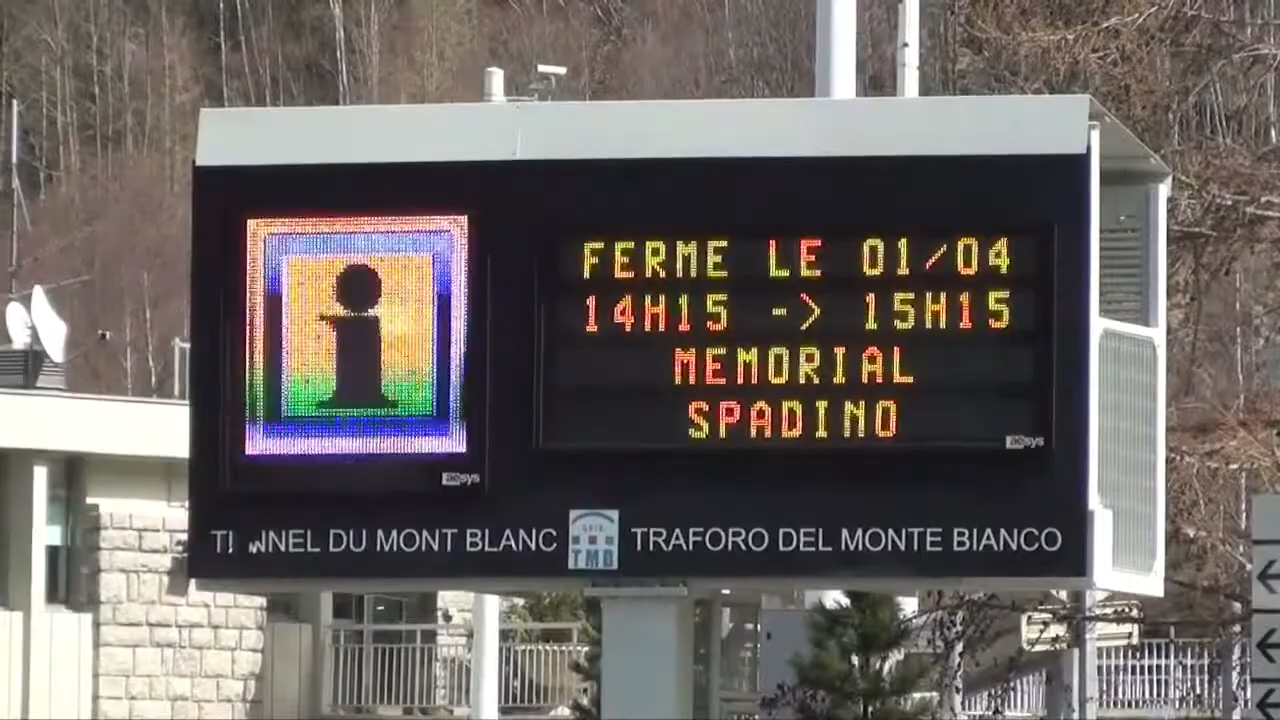 FERME LE 01/04
14H15 -> 15H15
MEMORIAL
SPADINO
aesys
aesys
DU MONT BLANC
TMB
TRAFORO DEL MONTE BIANCO